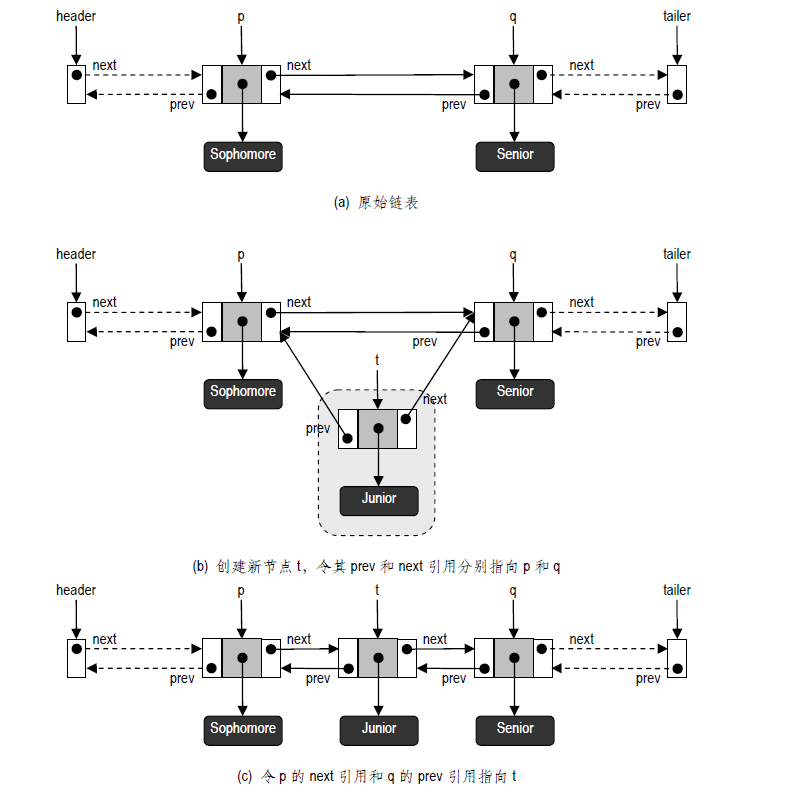 header p q tailer
next next next
prev prev prev
Sophomore Senior
(a) 原始链表
header p q tailer
next next next
prev prev prev
t
Sophomore Senior
next
prev
Junior
(b) 创建新节点 t，令其 prev 和 next 引用分别指向 p 和 q
header p t q tailer
next next next next
prev prev prev prev
Sophomore Junior Senior
(c) 令 p 的 next 引用和 q 的 prev 引用指向 t